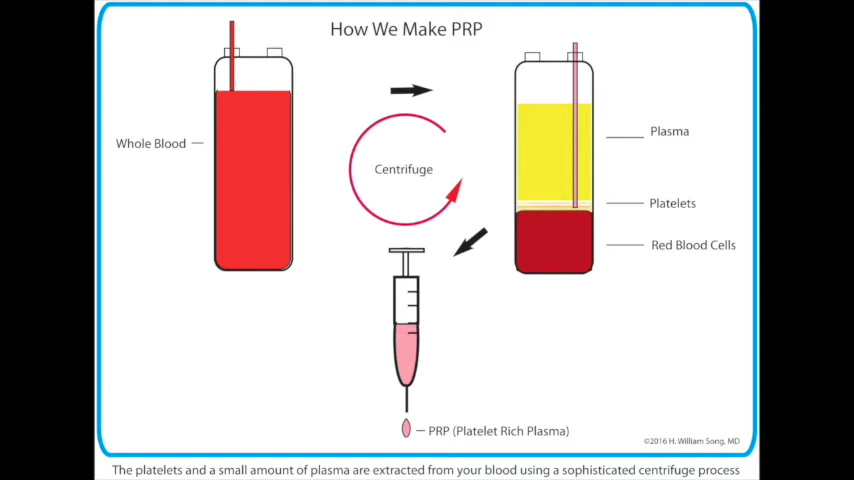 How We Make PRP
Whole Blood
Centrifuge
Plasma
Platelets
Red Blood Cells
PRP (Platelet Rich Plasma)
©2016 H. William Song, MD
The platelets and a small amount of plasma are extracted from your blood using a sophisticated centrifuge process